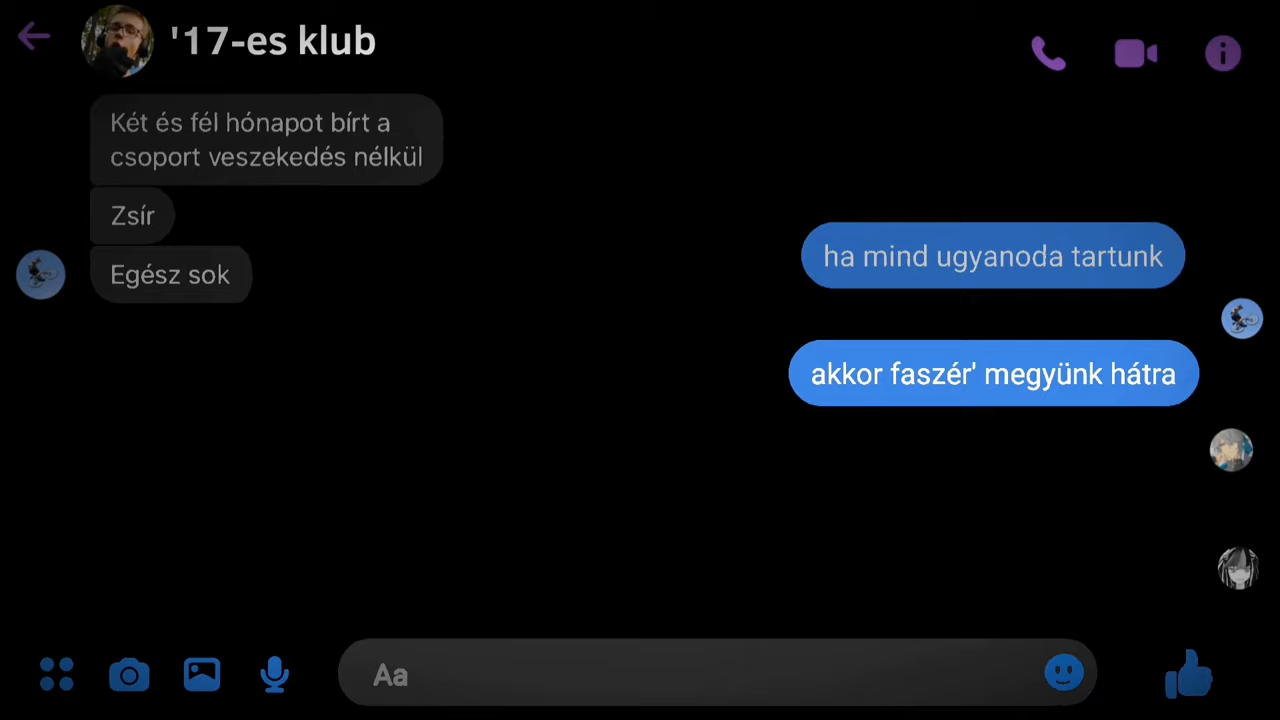 '17-es klub
Két és fél hónapot bírt a
csoport veszekedés nélkül
Zsír
ha mind ugyanoda tartunk
Egész sok
akkor faszér' megyünk hátra
Aa